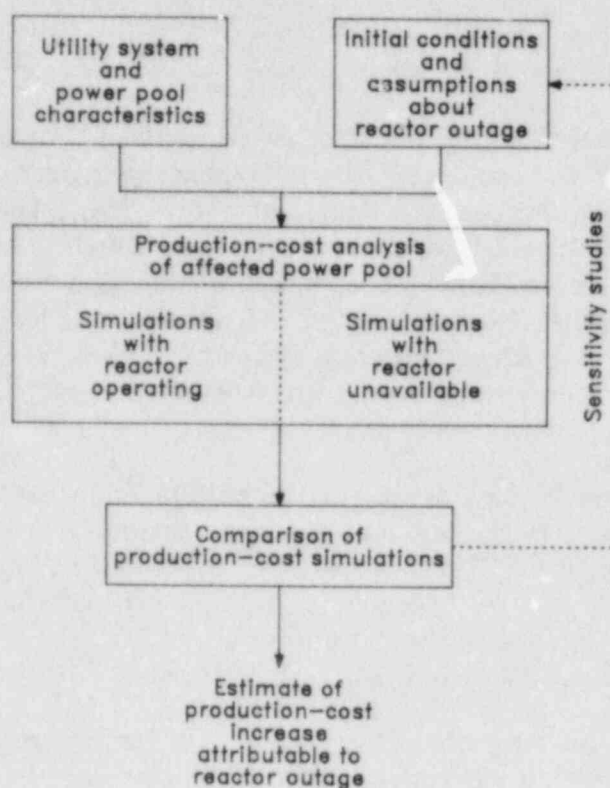 Utility system
and
power pool
characteristics
Initial conditions
and
assumptions
about
reactor outage
Production-cost analysis
of affected power pool
Simulations
with
reactor
operating
Simulations
with
reactor
unavailable
Sensitivity studies
Comparison of
production-cost simulations
Estimate of
production-cost
increase
attributable to
reactor outage